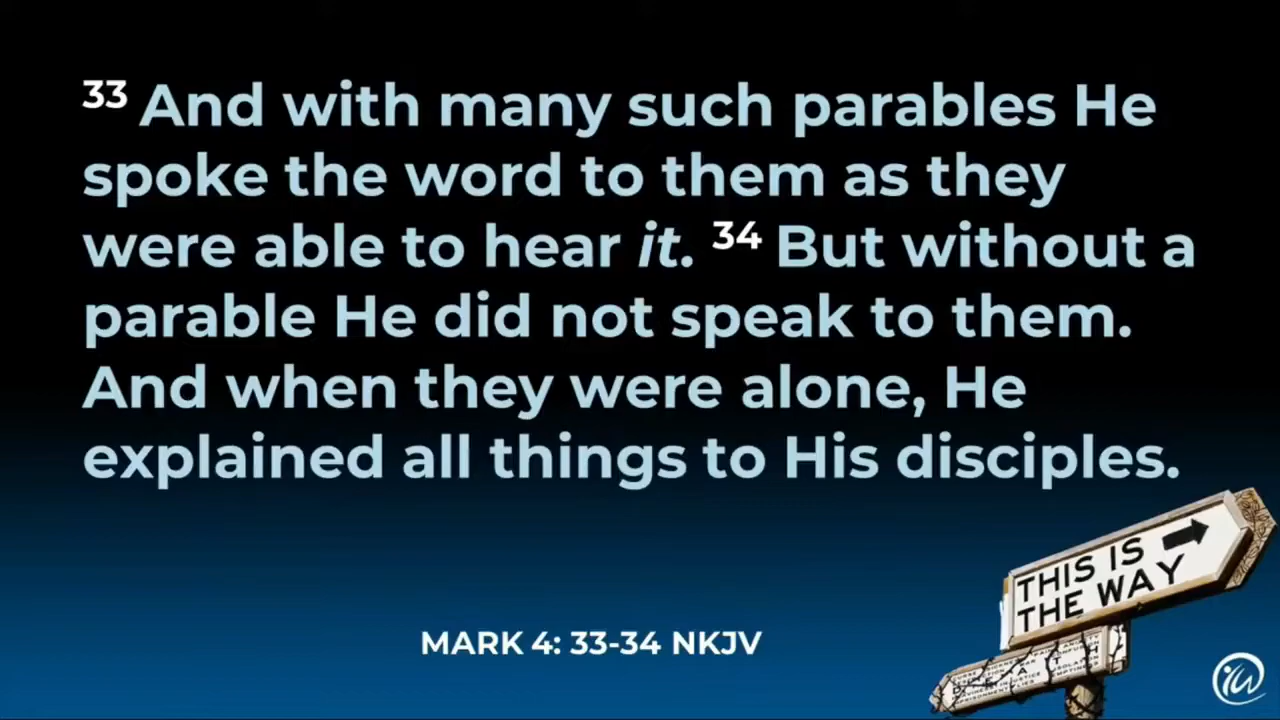 33 And with many such parables He
spoke the word to them as they
were able to hear it. 34 But without a
parable He did not speak to them.
And when they were alone, He
explained all things to His disciples.
THIS IS
THE WAY
DEATH
MARK 4: 33-34 NKJV
iw